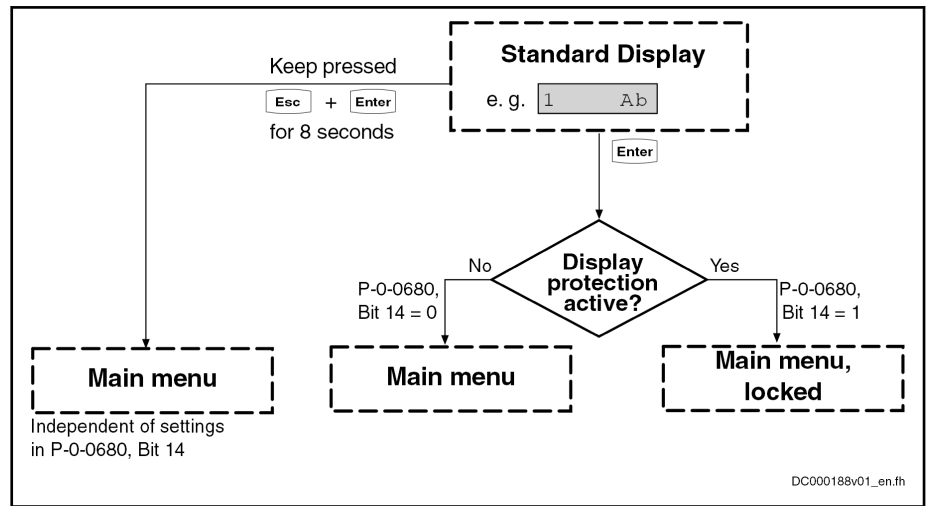 Standard Display
e. g. 1 Ab
Keep pressed
Esc + Enter
for 8 seconds
Enter
Display
protection
active?
No
P-0-0680,
Bit 14 = 0
Yes
P-0-0680,
Bit 14 = 1
Main menu
Independent of settings
in P-0-0680, Bit 14
Main menu
Main menu,
locked
DC000188v01_en.fh